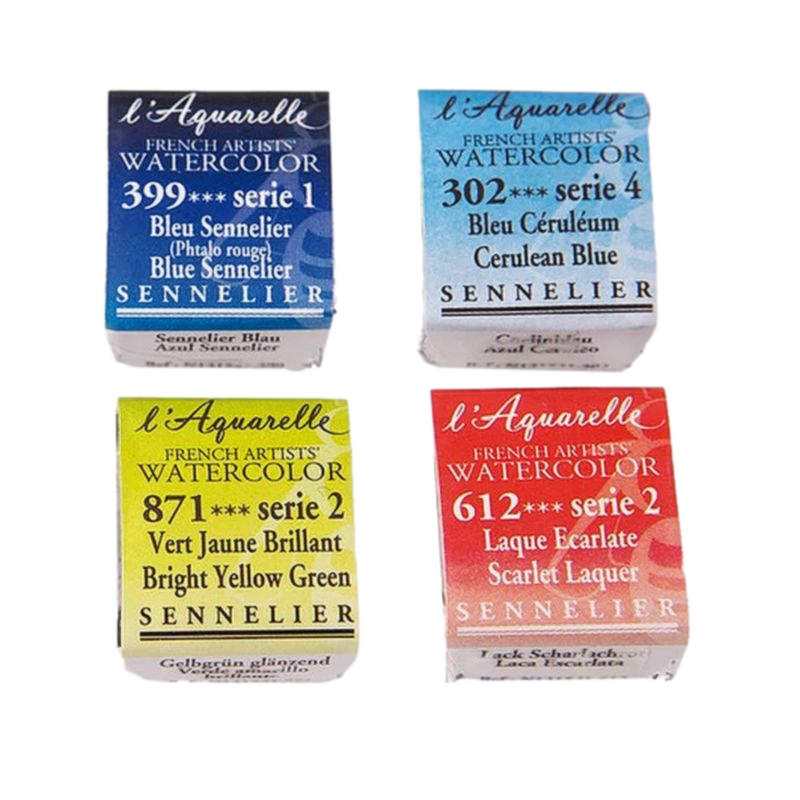 l'Aquarelle
FRENCH ARTISTS'
WATERCOLOR
399*** serie 1
Bleu Sennelier
(Phtalo rouge)
Blue Sennelier
SENNELIER
Sennelier Blau
Azul Sennelier
l'Aquarelle
FRENCH ARTISTS'
WATERCOLOR
302*** serie 4
Bleu Céruléum
Cerulean Blue
SENNELIER
Azul
l'Aquarelle
FRENCH ARTISTS'
WATERCOLOR
871*** serie 2
Vert Jaune Brillant
Bright Yellow Green
SENNELIER
Gelbgrün glänzend
Verde amarillo
l'Aquarelle
FRENCH ARTISTS'
WATERCOLOR
612*** serie 2
Laque Ecarlate
Scarlet Laquer
SENNELIER
Lack
Laca Escarlata